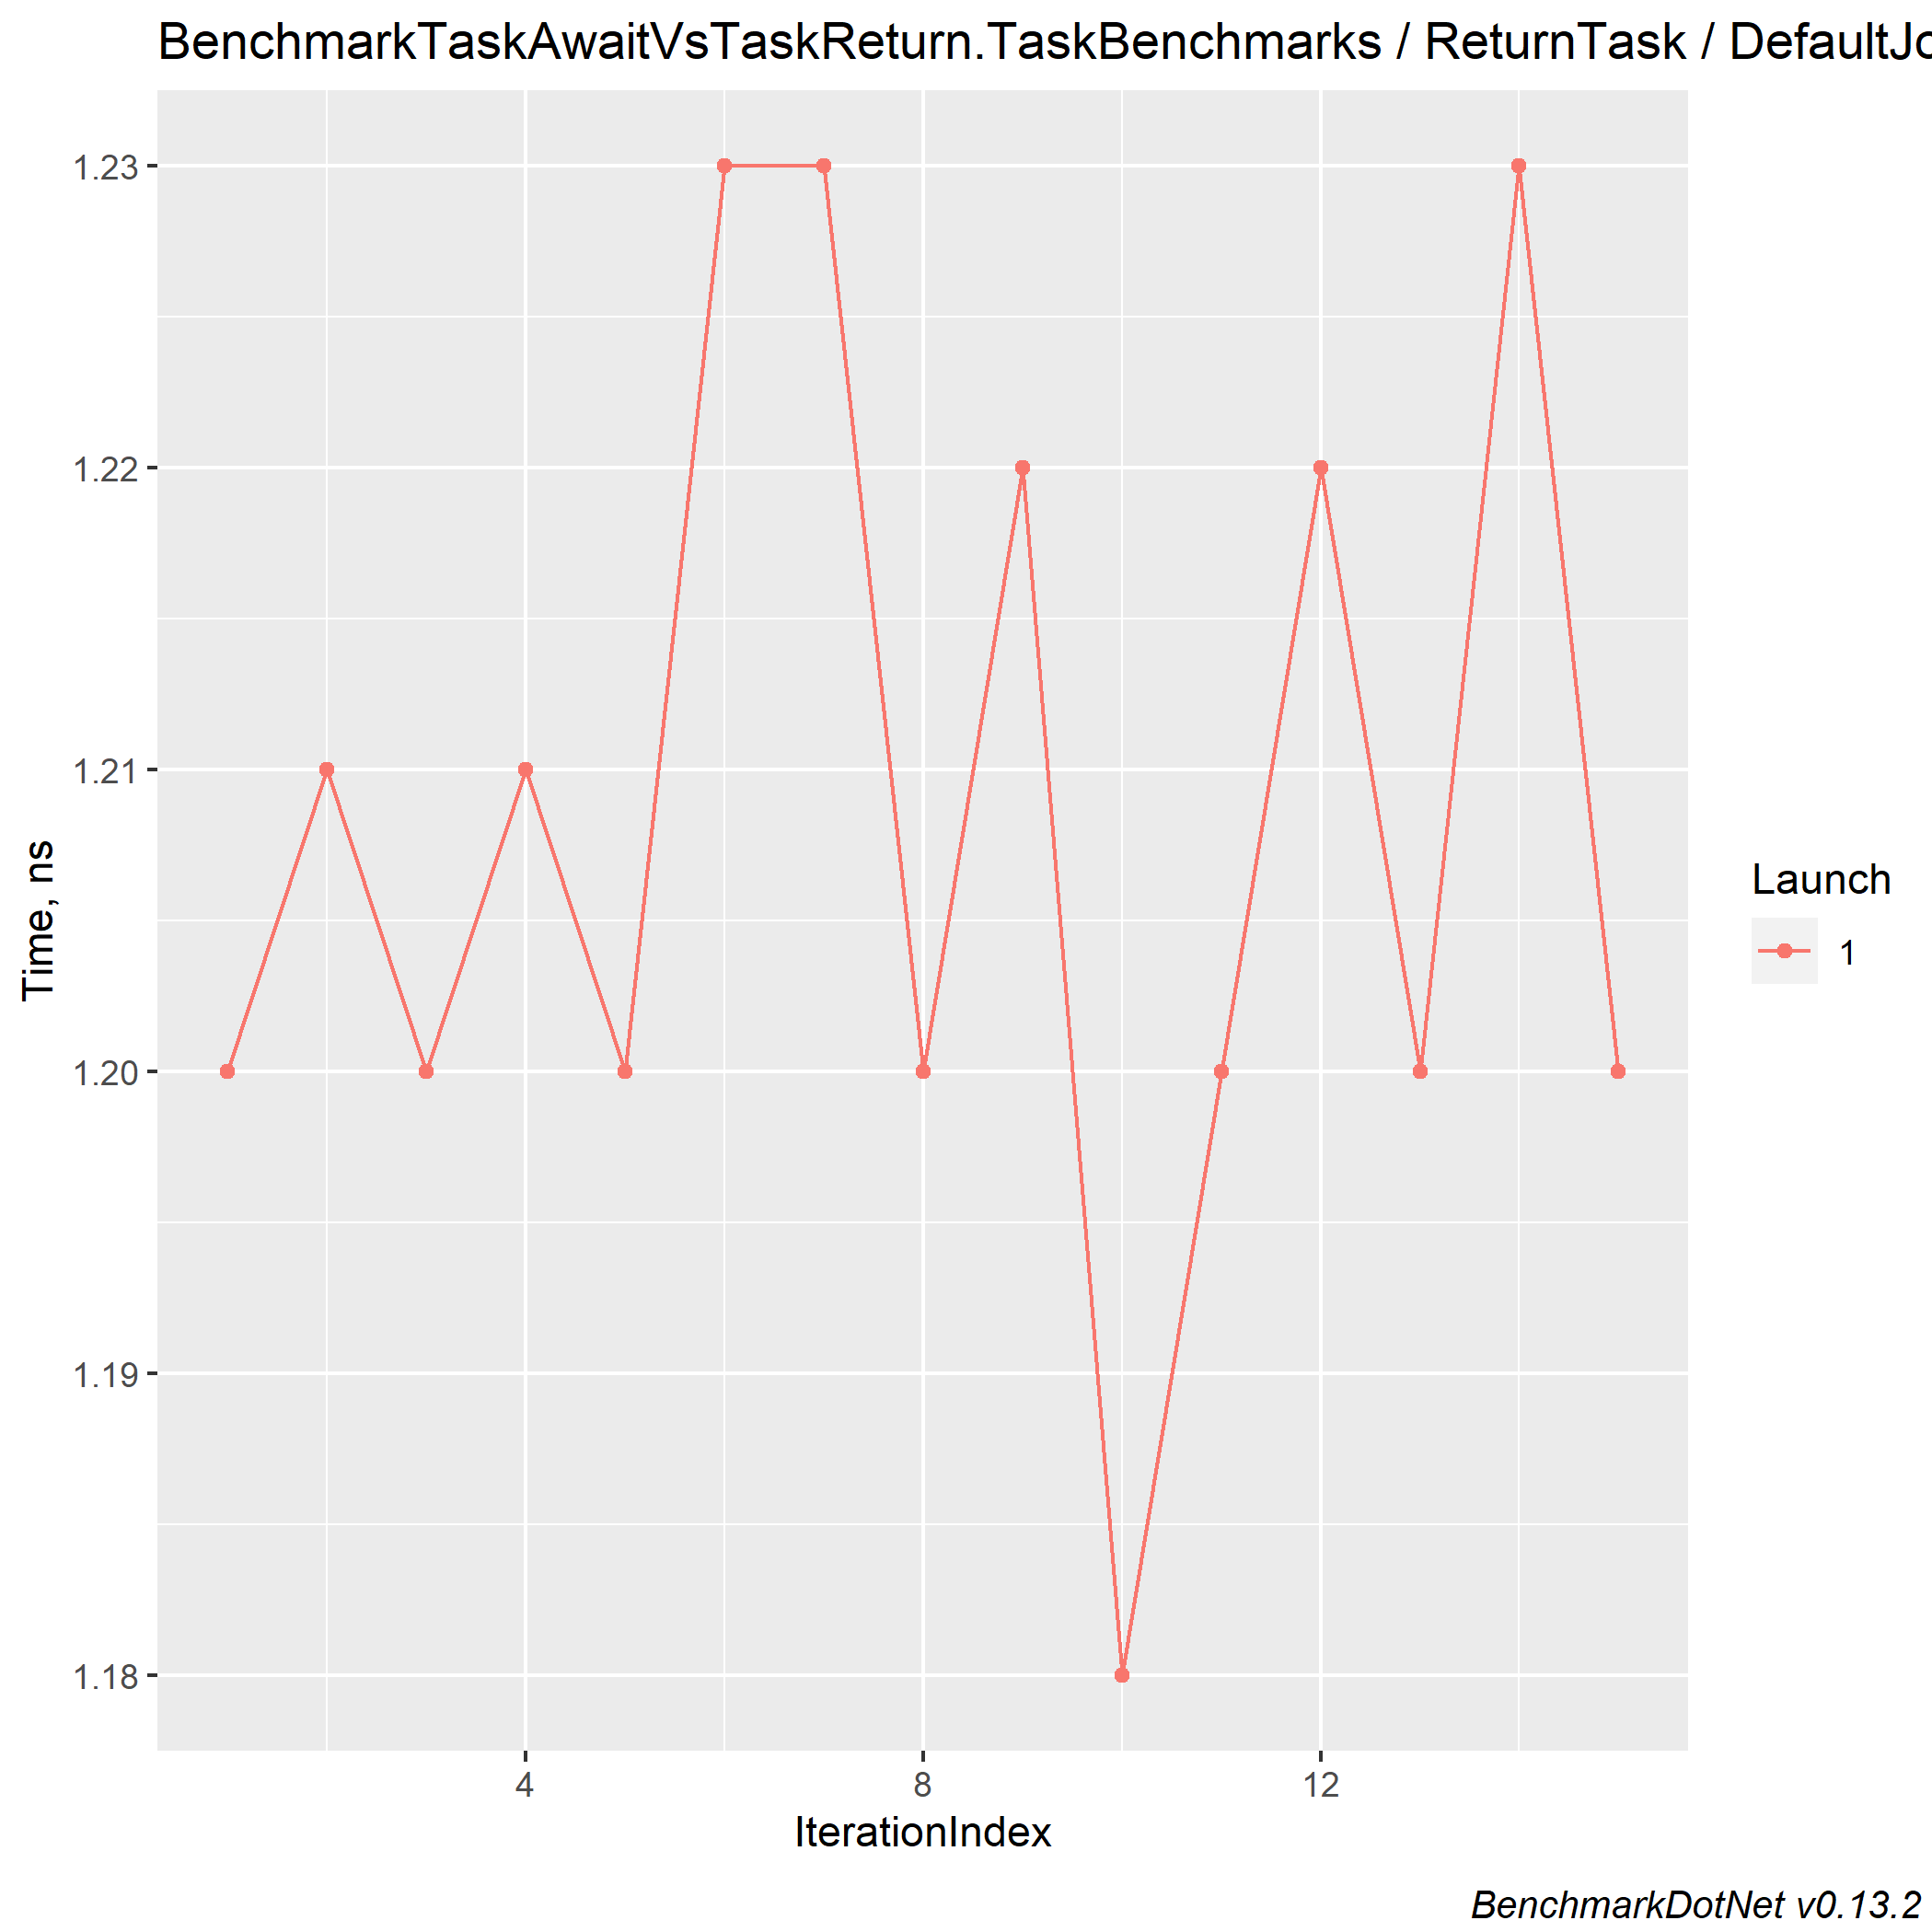 BenchmarkTaskAwaitVsTaskReturn.TaskBenchmarks / ReturnTask / DefaultJo
1.23
1.22
1.21
1.20
1.19
1.18
Time, ns
4 8 12
IterationIndex
Launch
1
BenchmarkDotNet v0.13.2